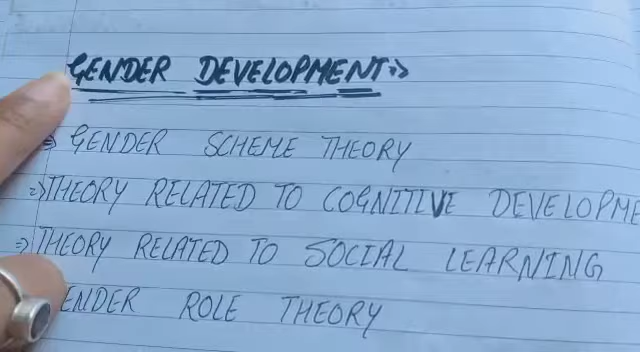 GENDER DEVELOPMENT :->
=> GENDER SCHEME THEORY
=> THEORY RELATED TO COGNITIVE DEVELOPME
=> THEORY RELATED TO SOCIAL LEARNING
ENDER ROLE THEORY